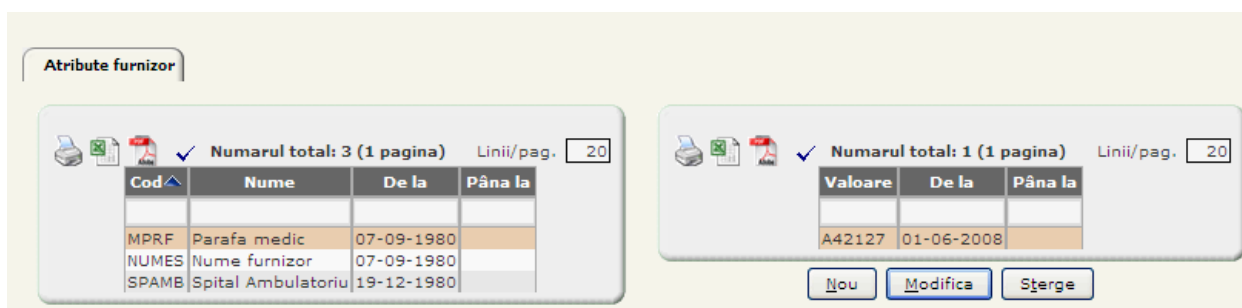 Atribute furnizor
Numarul total: 3 (1 pagina) Linii/pag. 20
Cod Nume De la Pâna la
MPRF Parafa medic 07-09-1980
NUMES Nume furnizor 07-09-1980
SPAMB Spital Ambulatoriu 19-12-1980
Numarul total: 1 (1 pagina) Linii/pag. 20
Valoare De la Pâna la
A42127 01-06-2008
Nou Modifica Sterge